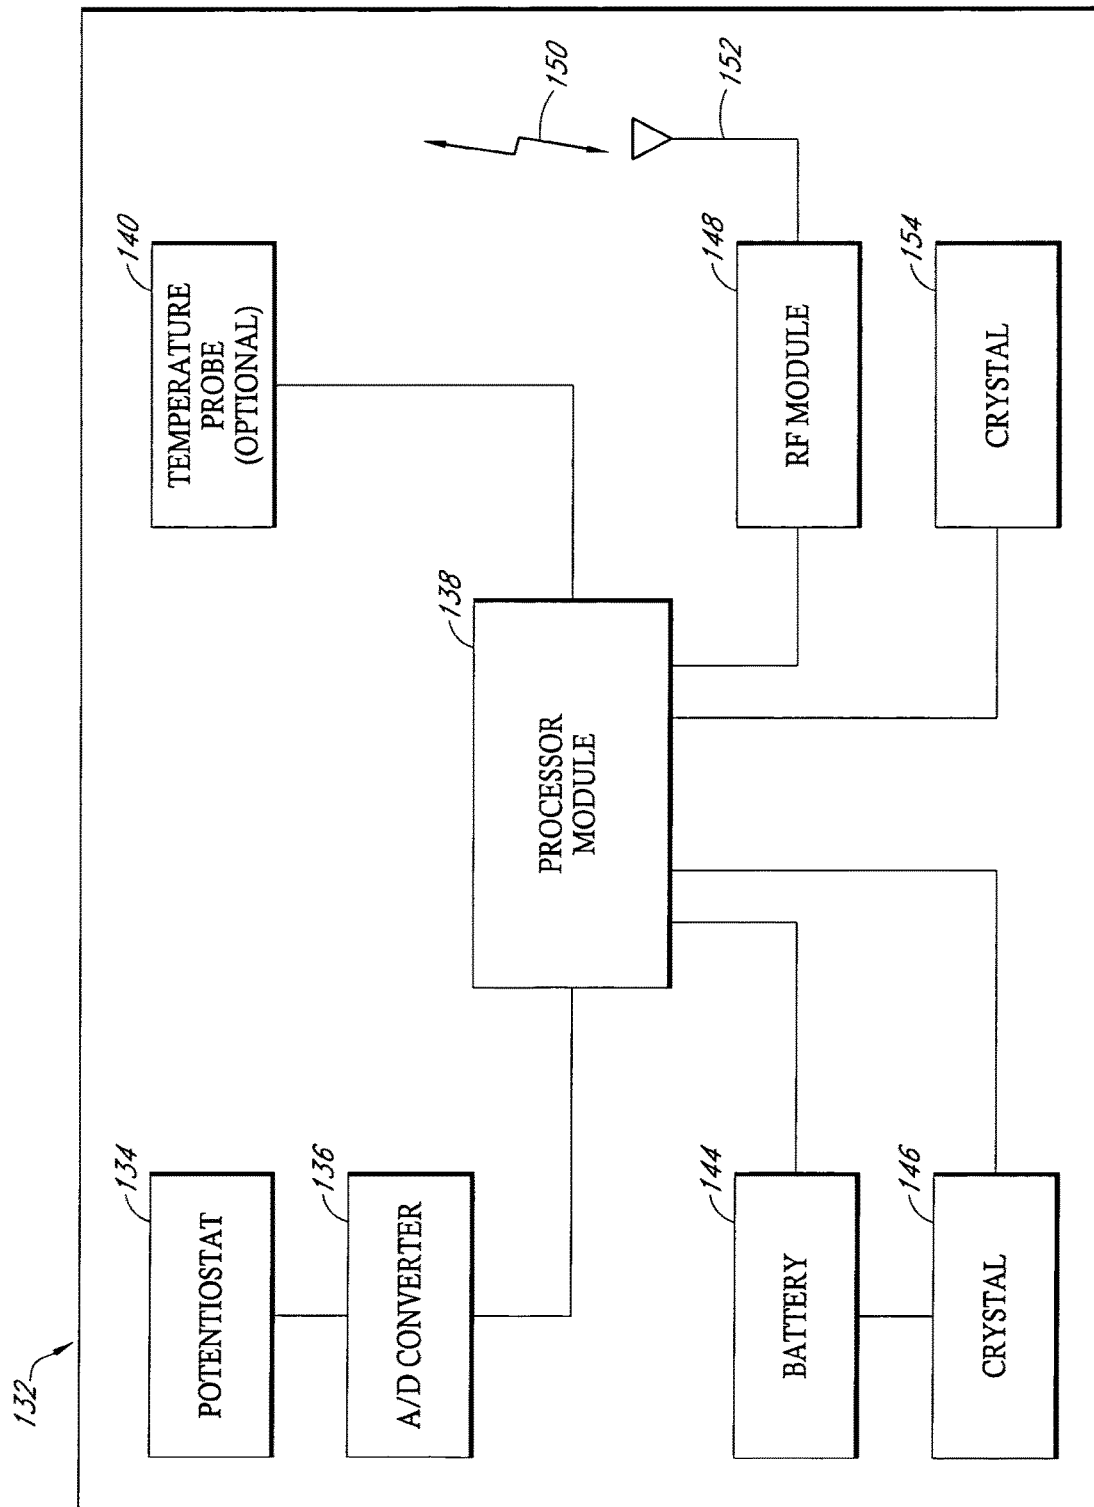 132
134
POTENTIOSTAT
136
A/D CONVERTER
138
PROCESSOR
MODULE
140
TEMPERATURE
PROBE
(OPTIONAL)
144
BATTERY
146
CRYSTAL
148
RF MODULE
150
152
154
CRYSTAL